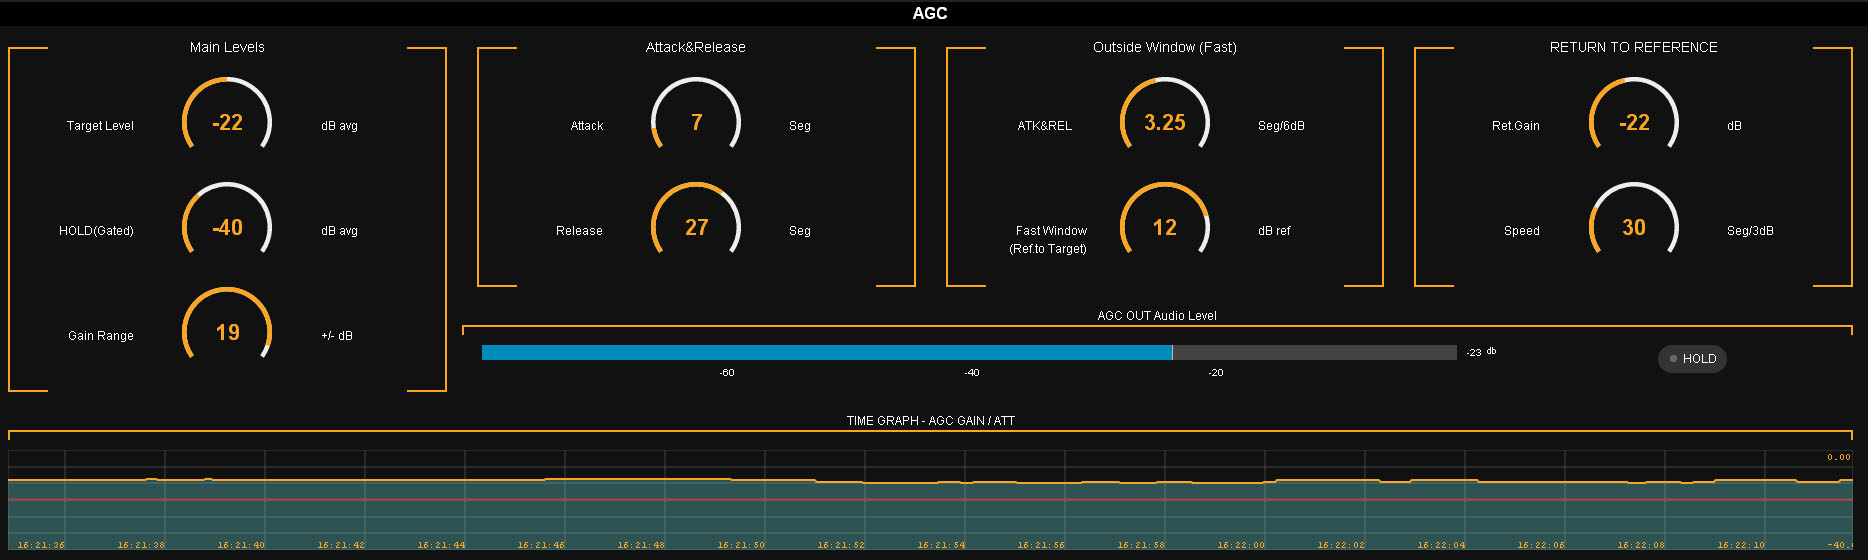 AGC
Main Levels
Target Level -22 dB avg
HOLD(Gated) -40 dB avg
Gain Range 19 +/- dB
Attack&Release
Attack 7 Seg
Release 27 Seg
Outside Window (Fast)
ATK&REL 3.25 Seg/6dB
Fast Window 12 dB ref
(Ref.to Target)
RETURN TO REFERENCE
Ret.Gain -22 dB
Speed 30 Seg/3dB
AGC OUT Audio Level
-23 db
HOLD
-60 -40 -20
TIME GRAPH - AGC GAIN / ATT
0.00
16:21:36 16:21:38 16:21:40 16:21:42 16:21:44 16:21:46 16:21:48 16:21:50 16:21:52 16:21:54 16:21:56 16:21:58 16:22:00 16:22:02 16:22:04 16:22:06 16:22:08 16:22:10 -40.